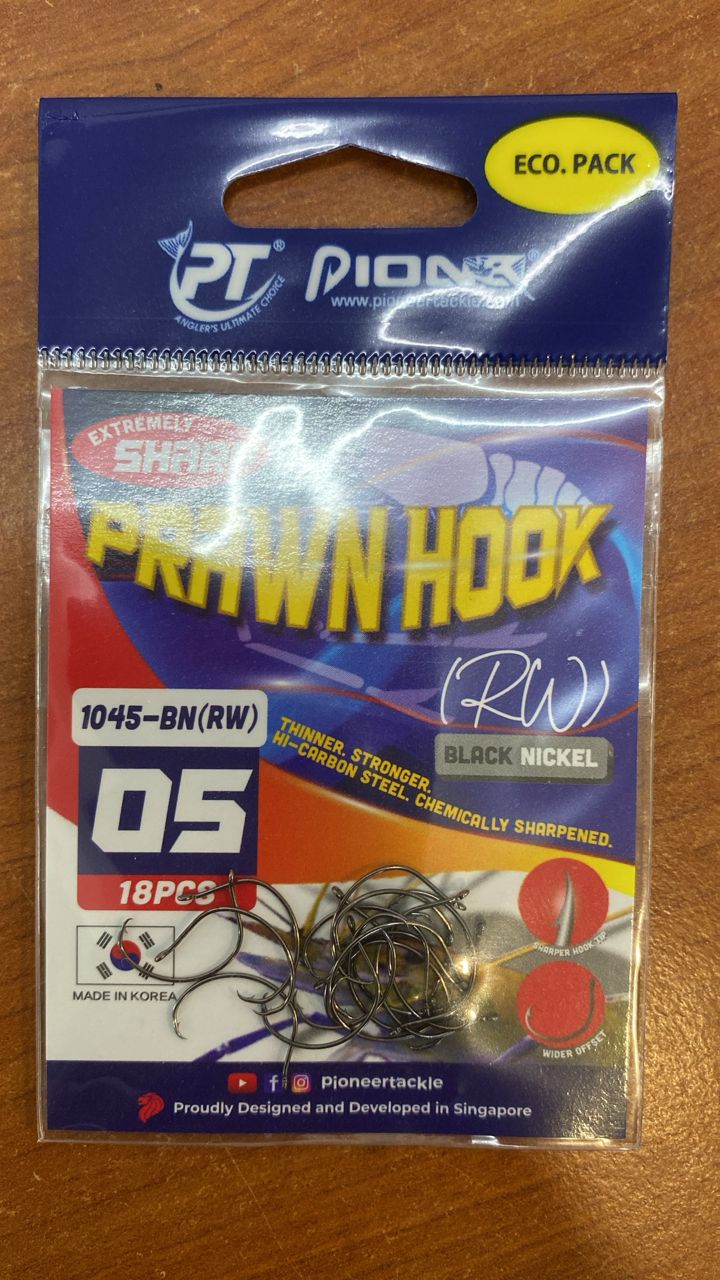 ECO. PACK
PT®
ANGLER'S ULTIMATE CHOICE
www.pioneertackle.com
EXTREMELY
SHARP
PRAWN HOOK
(RW)
BLACK NICKEL
1045-BN(RW)
05
18PCS
THINNER. STRONGER.
HI-CARBON STEEL. CHEMICALLY SHARPENED.
SHARPER HOOK TIP
WIDER OFFSET
MADE IN KOREA
Pioneertackle
Proudly Designed and Developed in Singapore